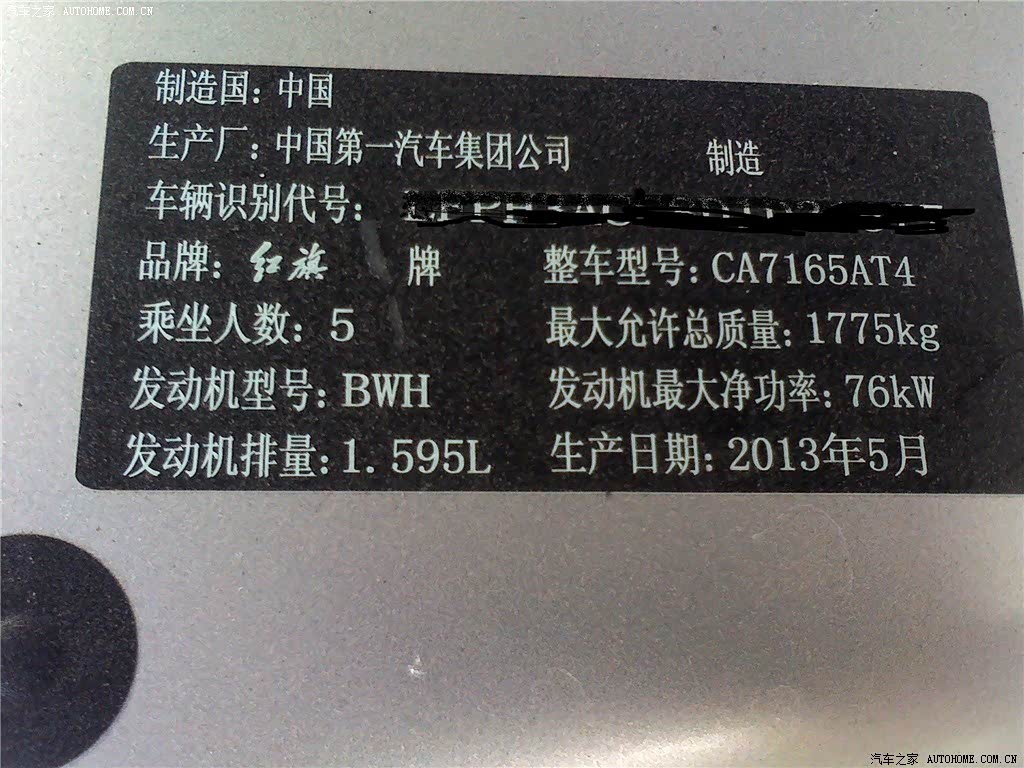 汽车之家 AUTOHOME.COM.CN
制造国：中国
生产厂：中国第一汽车集团公司 制造
车辆识别代号：
品牌：红旗 牌 整车型号：CA7165AT4
乘坐人数：5 最大允许总质量：1775kg
发动机型号：BWH 发动机最大净功率：76kW
发动机排量：1.595L 生产日期：2013年5月
汽车之家 AUTOHOME.COM.CN